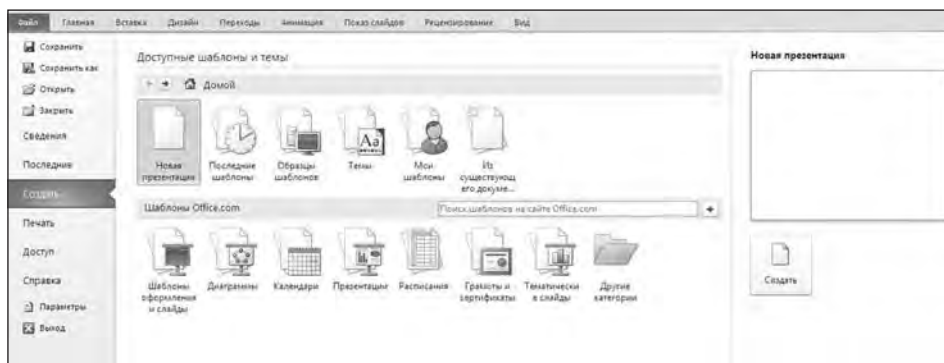 Файл Главная Вставка Дизайн Переходы Анимация Показ слайдов Рецензирование Вид
Сохранить
Сохранить как
Открыть
Закрыть
Сведения
Последние
Создать
Печать
Доступ
Справка
Параметры
Выход
Доступные шаблоны и темы
Домой
Новая
презентация
Последние
шаблоны
Образцы
шаблонов
Темы
Aa
Мои
шаблоны
Из
существующ
его докуме...
Шаблоны Office.com
Поиск шаблонов на сайте Office.com
Шаблоны
оформления
и слайды
Диаграммы
Календари
Презентации
Расписания
Грамоты и
сертификаты
Тематически
е слайды
Другие
категории
Новая презентация
Создать